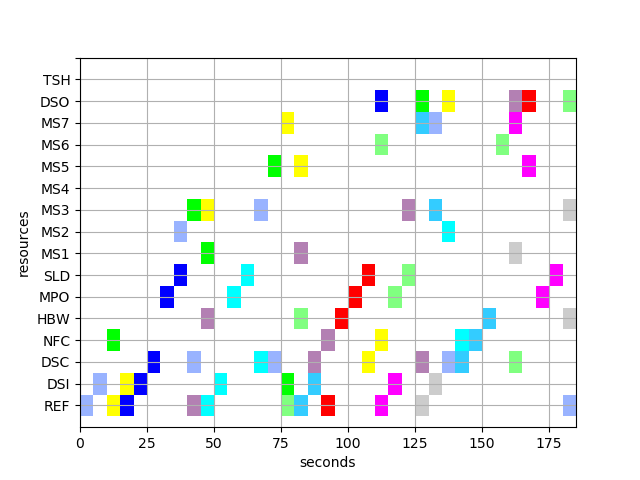 TSH
DSO
MS7
MS6
MS5
MS4
MS3
MS2
MS1
SLD
MPO
HBW
NFC
DSC
DSI
REF
resources
0 25 50 75 100 125 150 175
seconds